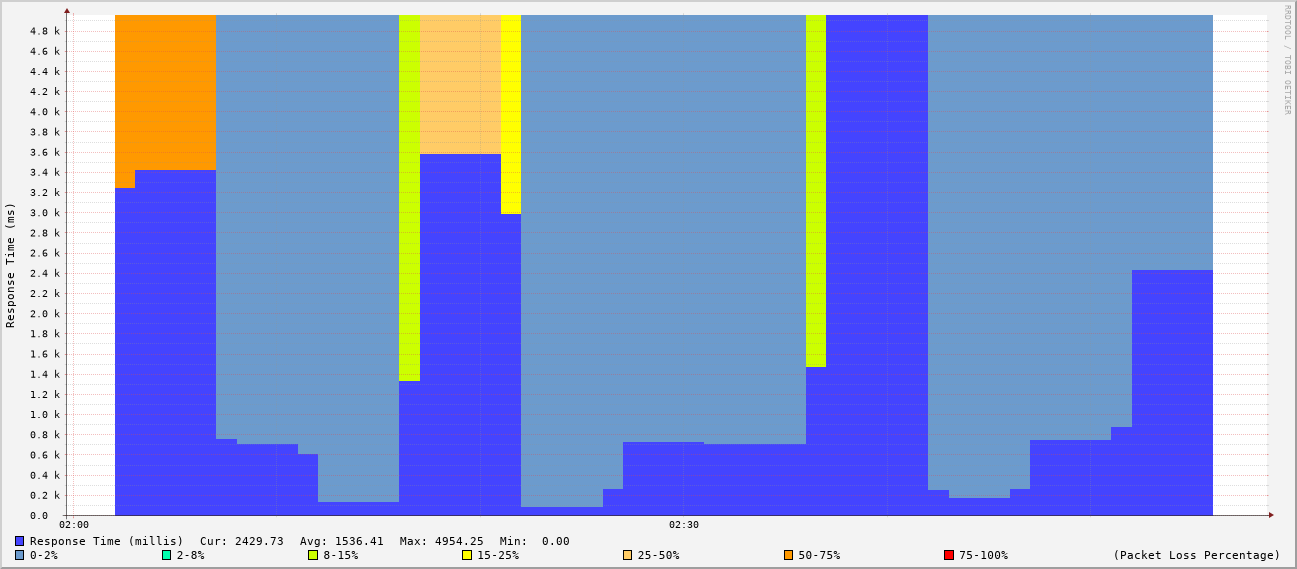 RRDTOOL / TOBI OETIKER
Response Time (ms)
4.8 k
4.6 k
4.4 k
4.2 k
4.0 k
3.8 k
3.6 k
3.4 k
3.2 k
3.0 k
2.8 k
2.6 k
2.4 k
2.2 k
2.0 k
1.8 k
1.6 k
1.4 k
1.2 k
1.0 k
0.8 k
0.6 k
0.4 k
0.2 k
0.0
02:00 02:30
Response Time (millis) Cur: 2429.73 Avg: 1536.41 Max: 4954.25 Min: 0.00
0-2% 2-8% 8-15% 15-25% 25-50% 50-75% 75-100% (Packet Loss Percentage)